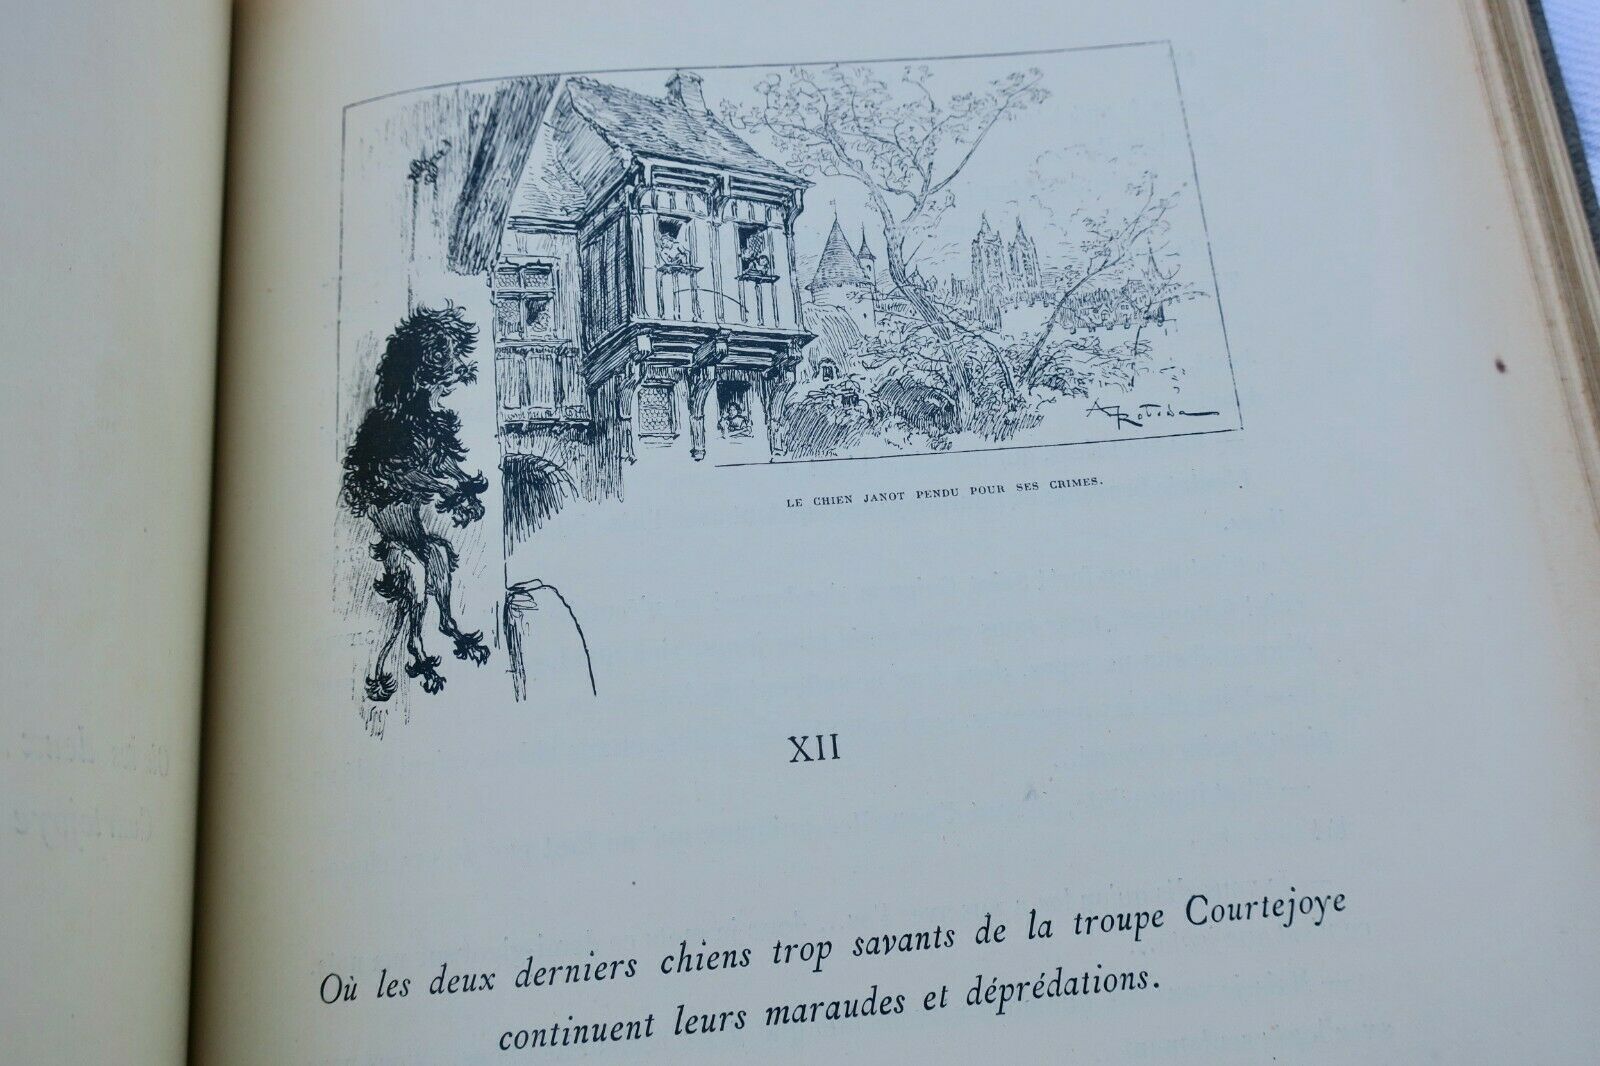 A. Robida
LE CHIEN JANOT PENDU POUR SES CRIMES.
XII
Où les deux derniers chiens trop savants de la troupe Courtejoye
continuent leurs maraudes et déprédations.